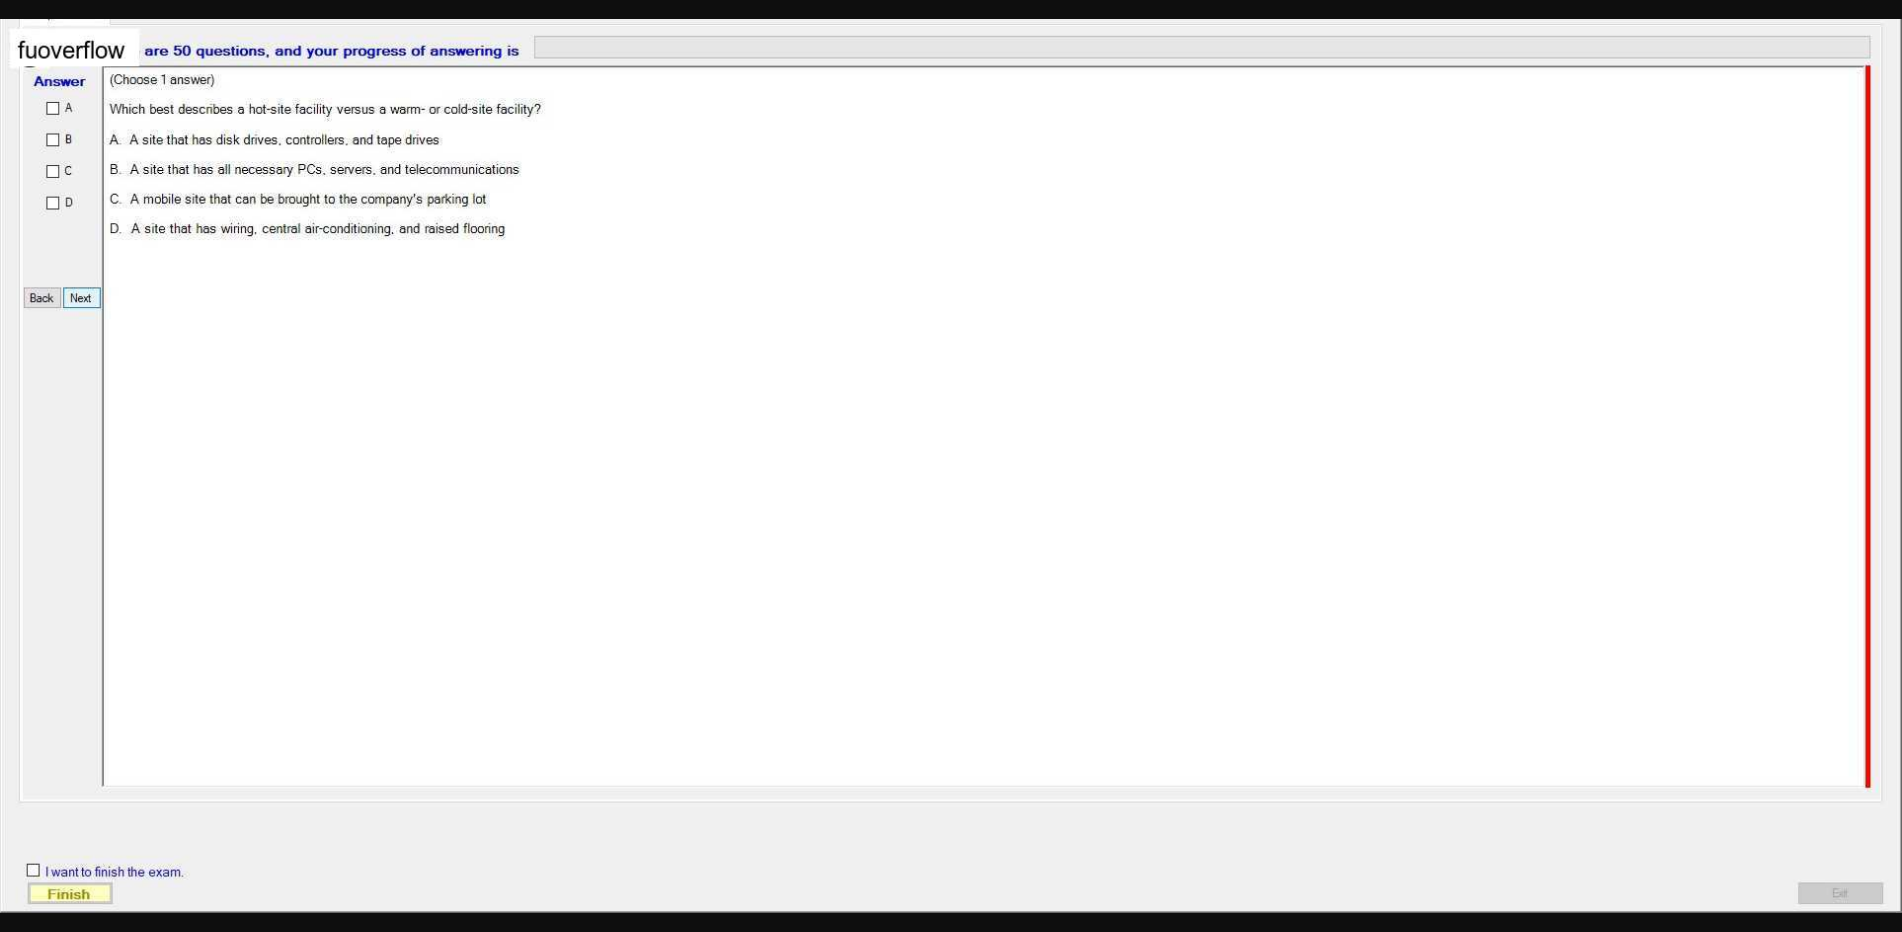 fuoverflow are 50 questions, and your progress of answering is
Answer
(Choose 1 answer)
A
Which best describes a hot-site facility versus a warm- or cold-site facility?
B
A. A site that has disk drives, controllers, and tape drives
C
B. A site that has all necessary PCs, servers, and telecommunications
D
C. A mobile site that can be brought to the company's parking lot
D. A site that has wiring, central air-conditioning, and raised flooring
Back Next
I want to finish the exam.
Finish
Exit